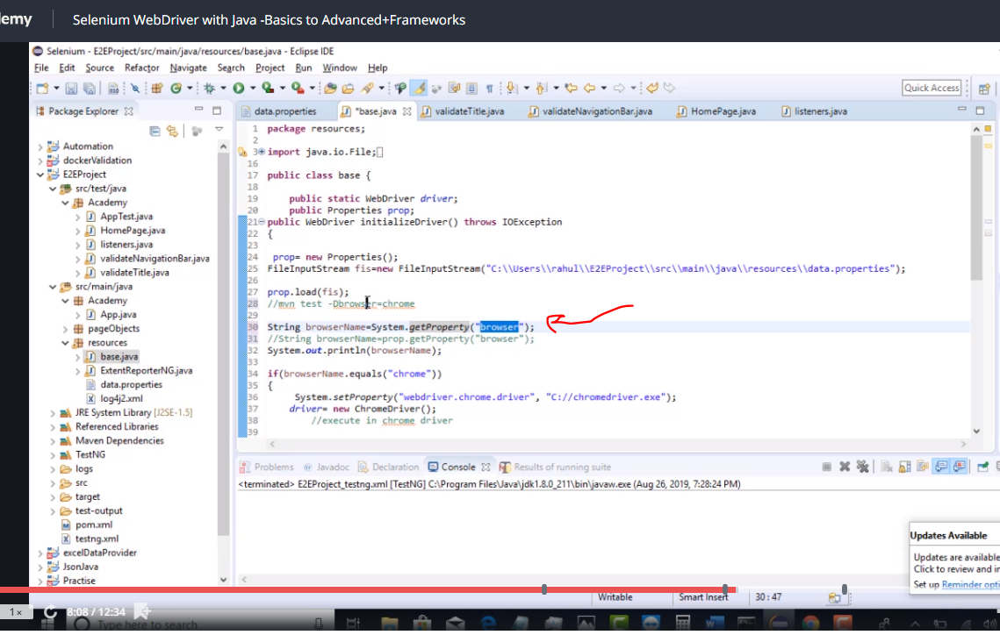 emy
Selenium WebDriver with Java -Basics to Advanced+Frameworks
Selenium - E2EProject/src/main/java/resources/base.java - Eclipse IDE
File Edit Source Refactor Navigate Search Project Run Window Help
Quick Access
Package Explorer
data.properties
*base.java
validateTitle.java
validateNavigationBar.java
HomePage.java
listeners.java
Automation
dockerValidation
E2EProject
src/test/java
Academy
AppTest.java
HomePage.java
listeners.java
validateNavigationBar.java
validateTitle.java
src/main/java
Academy
App.java
pageObjects
resources
base.java
ExtentReporterNG.java
data.properties
log4j2.xml
JRE System Library [J2SE-1.5]
Referenced Libraries
Maven Dependencies
TestNG
logs
src
target
test-output
pom.xml
testng.xml
excelDataProvider
JsonJava
Practise
1 package resources;
2
3 import java.io.File;
16
17 public class base {
18
19 public static WebDriver driver;
20 public Properties prop;
21 public WebDriver initializeDriver() throws IOException
22 {
23
24 prop= new Properties();
25 FileInputStream fis=new FileInputStream("C:\\Users\\rahul\\E2EProject\\src\\main\\java\\resources\\data.properties");
26
27 prop.load(fis);
28 //mvn test -Dbrowser=chrome
29
30 String browserName=System.getProperty("browser");
31 //String browserName=prop.getProperty("browser");
32 System.out.println(browserName);
33
34 if(browserName.equals("chrome"))
35 {
36 System.setProperty("webdriver.chrome.driver", "C://chromedriver.exe");
37 driver= new ChromeDriver();
38 //execute in chrome driver
39
Problems
Javadoc
Declaration
Console
Results of running suite
<terminated> E2EProject_testng.xml [TestNG] C:\Program Files\Java\jdk1.8.0_211\bin\javaw.exe (Aug 26, 2019, 7:28:24 PM)
Updates Available
Updates are available
Click to review and in
Set up Reminder opti
Writable
Smart Insert
30 : 47
1×
8:08 / 12:34
Type here to search